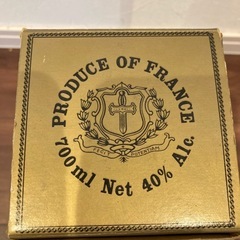 PRODUCE OF FRANCE
700ml Net 40% Alc.